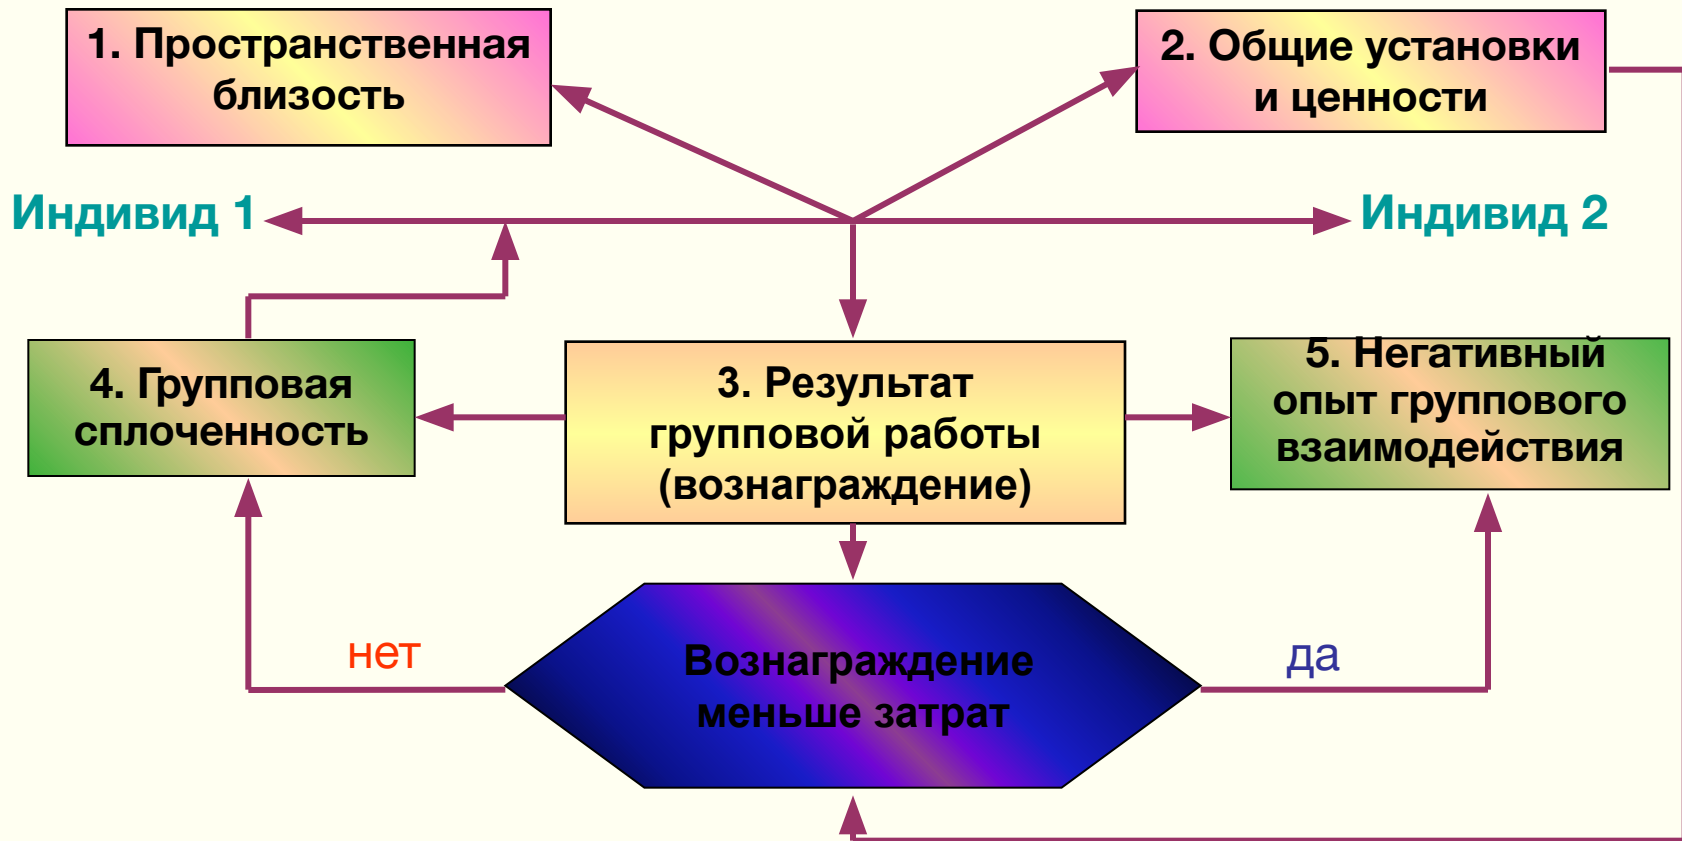 1. Пространственная
близость
2. Общие установки
и ценности
Индивид 1
Индивид 2
4. Групповая
сплоченность
3. Результат
групповой работы
(вознаграждение)
5. Негативный
опыт группового
взаимодействия
нет
Вознаграждение
меньше затрат
да